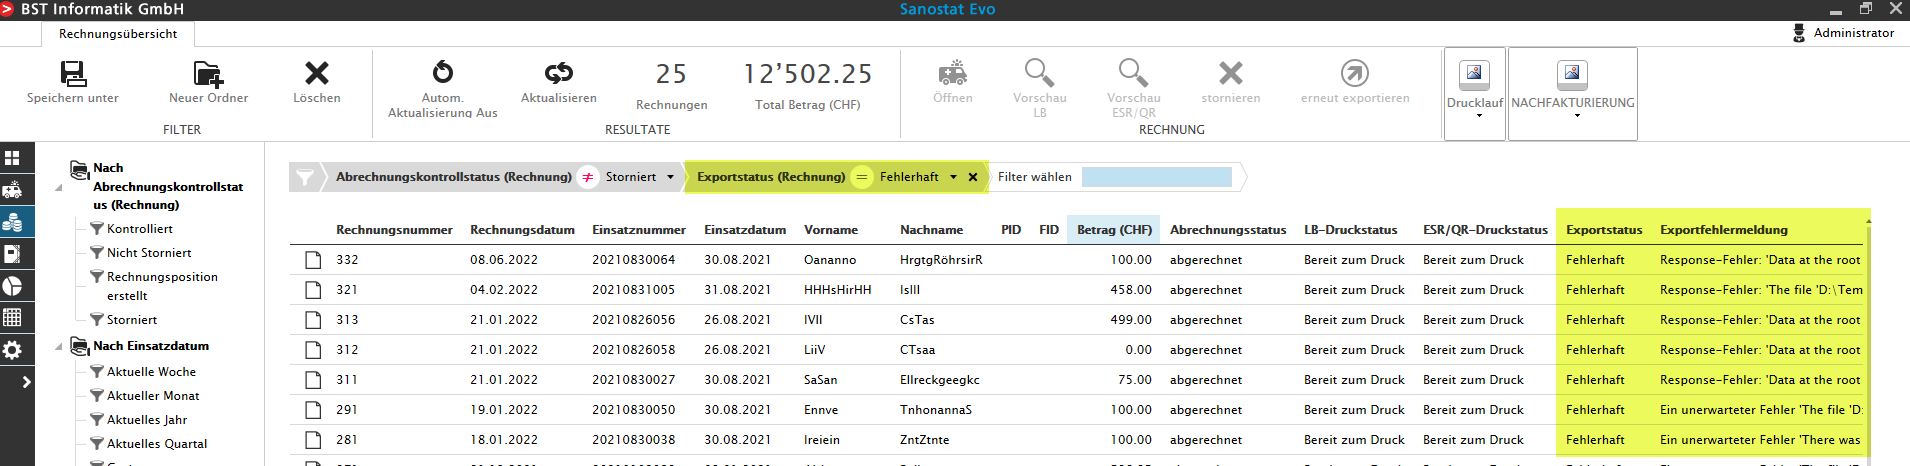 BST Informatik GmbH
Sanostat Evo
Rechnungsübersicht
Administrator
Speichern unter
Neuer Ordner
Löschen
FILTER
Autom.
Aktualisierung Aus
Aktualisieren
25
Rechnungen
12’502.25
Total Betrag (CHF)
RESULTATE
Öffnen
Vorschau
LB
Vorschau
ESR/QR
stornieren
erneut exportieren
RECHNUNG
Drucklauf
NACHFAKTURIERUNG
Nach
Abrechnungskontrollstat
us (Rechnung)
Kontrolliert
Nicht Storniert
Rechnungsposition
erstellt
Storniert
Nach Einsatzdatum
Aktuelle Woche
Aktueller Monat
Aktuelles Jahr
Aktuelles Quartal
Abrechnungskontrollstatus (Rechnung) ≠ Storniert
Exportstatus (Rechnung) = Fehlerhaft
Filter wählen
Rechnungsnummer Rechnungsdatum Einsatznummer Einsatzdatum Vorname Nachname PID FID Betrag (CHF) Abrechnungsstatus LB-Druckstatus ESR/QR-Druckstatus Exportstatus Exportfehlermeldung
332 08.06.2022 20210830064 30.08.2021 Oananno HrgtgRöhrsirR 100.00 abgerechnet Bereit zum Druck Bereit zum Druck Fehlerhaft Response-Fehler: 'Data at the root
321 04.02.2022 20210831005 31.08.2021 HHHsHirHH IsIII 458.00 abgerechnet Bereit zum Druck Bereit zum Druck Fehlerhaft Response-Fehler: 'The file 'D:\Tem
313 21.01.2022 20210826056 26.08.2021 IVII CsTas 499.00 abgerechnet Bereit zum Druck Bereit zum Druck Fehlerhaft Response-Fehler: 'Data at the root
312 21.01.2022 20210826058 26.08.2021 LiiV CTsaa 0.00 abgerechnet Bereit zum Druck Bereit zum Druck Fehlerhaft Response-Fehler: 'Data at the root
311 21.01.2022 20210830027 30.08.2021 SaSan Ellreckgeegkc 75.00 abgerechnet Bereit zum Druck Bereit zum Druck Fehlerhaft Response-Fehler: 'Data at the root
291 19.01.2022 20210830050 30.08.2021 Ennve TnhonannaS 100.00 abgerechnet Bereit zum Druck Bereit zum Druck Fehlerhaft Ein unerwarteter Fehler 'The file 'D:
281 18.01.2022 20210830038 30.08.2021 Ireiein ZntZtnte 100.00 abgerechnet Bereit zum Druck Bereit zum Druck Fehlerhaft Ein unerwarteter Fehler 'There was